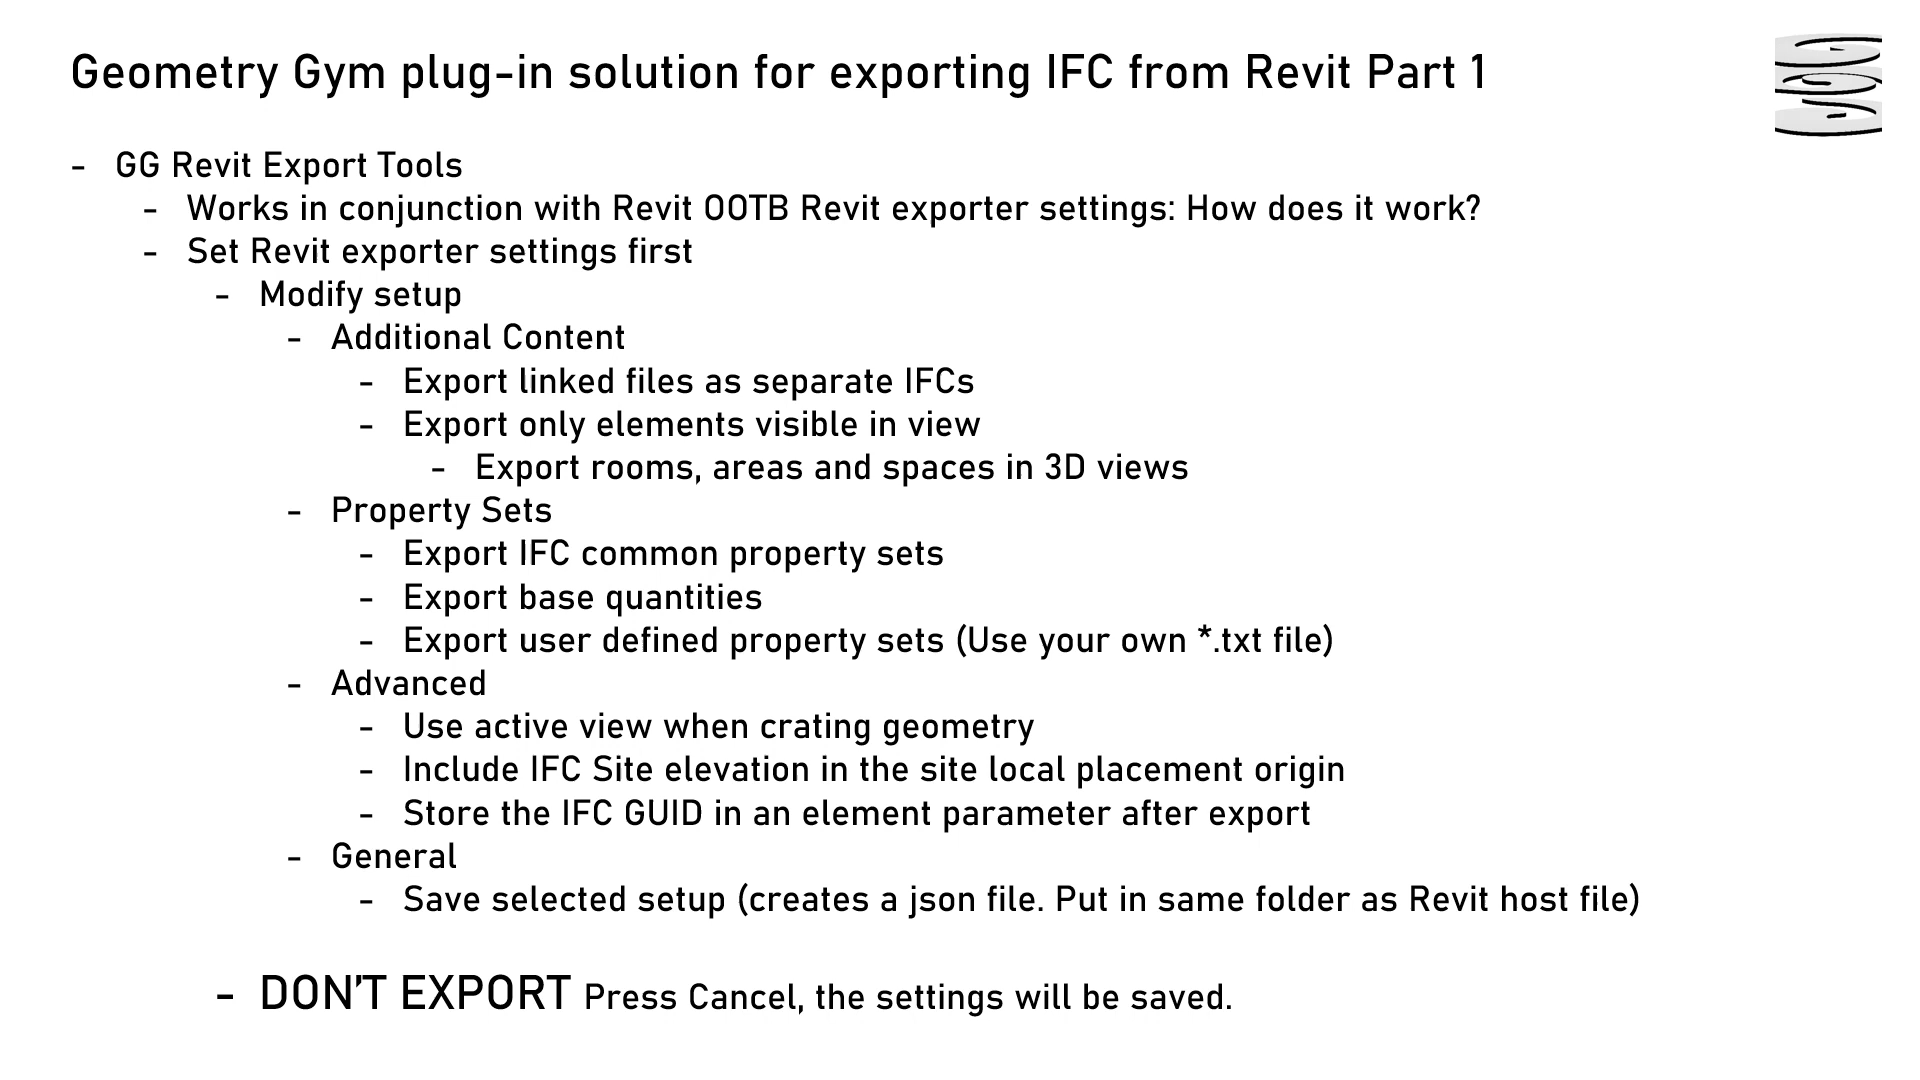 Geometry Gym plug-in solution for exporting IFC from Revit Part 1
- GG Revit Export Tools
- Works in conjunction with Revit OOTB Revit exporter settings: How does it work?
- Set Revit exporter settings first
- Modify setup
- Additional Content
- Export linked files as separate IFCs
- Export only elements visible in view
- Export rooms, areas and spaces in 3D views
- Property Sets
- Export IFC common property sets
- Export base quantities
- Export user defined property sets (Use your own *.txt file)
- Advanced
- Use active view when crating geometry
- Include IFC Site elevation in the site local placement origin
- Store the IFC GUID in an element parameter after export
- General
- Save selected setup (creates a json file. Put in same folder as Revit host file)
- DON'T EXPORT Press Cancel, the settings will be saved.